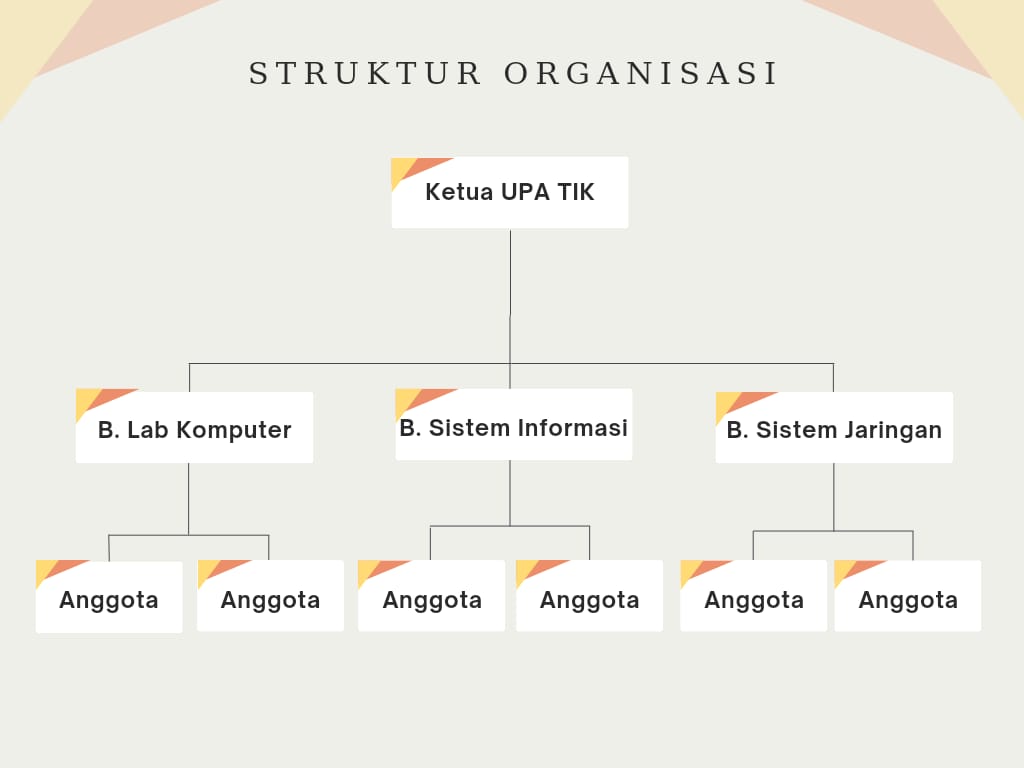 STRUKTUR ORGANISASI
Ketua UPA TIK
B. Lab Komputer
B. Sistem Informasi
B. Sistem Jaringan
Anggota
Anggota
Anggota
Anggota
Anggota
Anggota